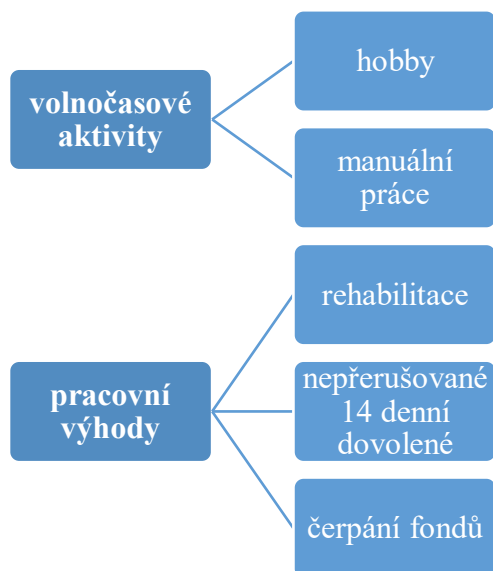 volnočasové
aktivity
hobby
manuální
práce
pracovní
výhody
rehabilitace
nepřerušované
14 denní
dovolené
čerpání fondů